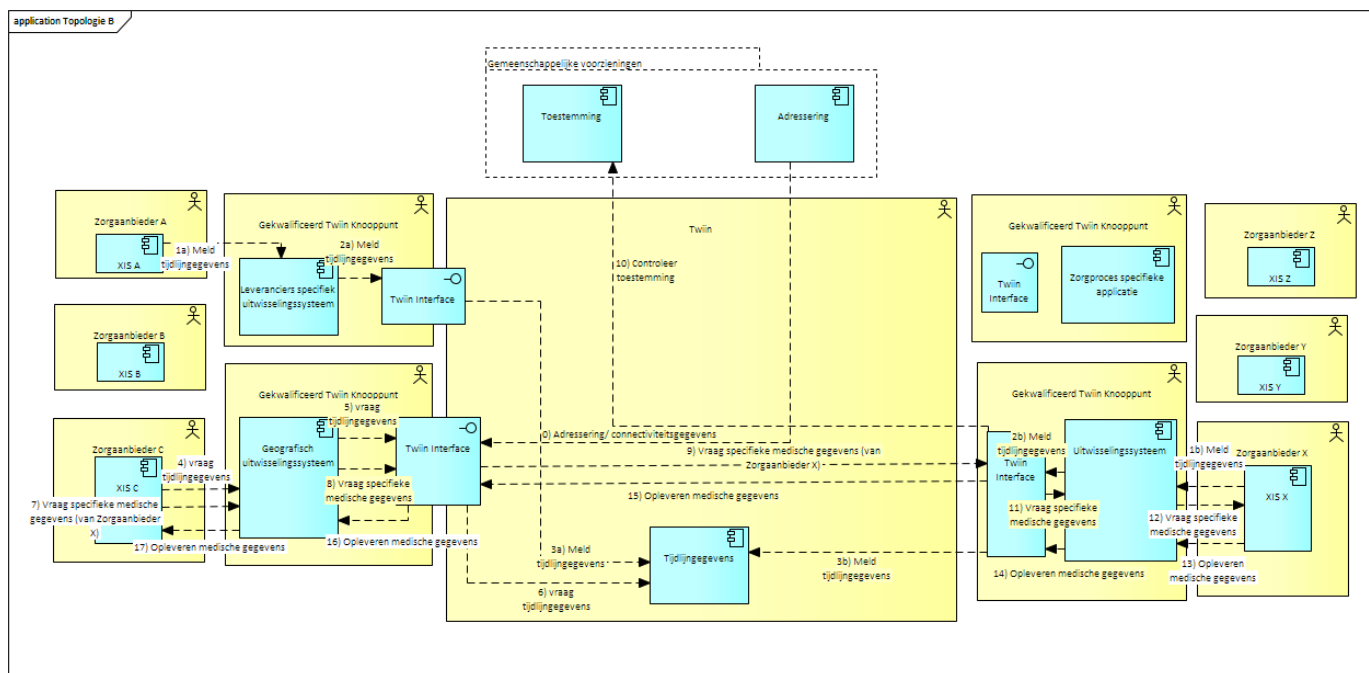 application Topologie B
Gemeenschappelijke voorzieningen
Toestemming
Adressering
Zorgaanbieder A
XIS A
1a) Meld
tijdlijngegevens
Gekwalificeerd Twiin Knooppunt
2a) Meld
tijdlijngegevens
Leveranciers specifiek
uitwisselingssysteem
Twiin Interface
Twiin
10) Controleer
toestemming
Gekwalificeerd Twiin Knooppunt
Twiin
Interface
Zorgproces specifieke
applicatie
Zorgaanbieder Z
XIS Z
Zorgaanbieder B
XIS B
Zorgaanbieder Y
XIS Y
Gekwalificeerd Twiin Knooppunt
5) vraag
tijdlijngegevens
Geografisch
uitwisselingssysteem
Twiin Interface
8) Vraag specifieke
medische gegevens
16) Opleveren medische gegevens
Zorgaanbieder C
4) vraag
tijdlijngegevens
XIS C
7) Vraag specifieke medische
gegevens (van Zorgaanbieder
X)
17) Opleveren medische gegevens
0) Adressering/ connectiviteitsgegevens
9) Vraag specifieke medische gegevens (van
Zorgaanbieder X)
15) Opleveren medische gegevens
3a) Meld
tijdlijngegevens
6) vraag
tijdlijngegevens
Tijdlijngegevens
3b) Meld
tijdlijngegevens
Gekwalificeerd Twiin Knooppunt
2b) Meld
tijdlijngegevens
Uitwisselingssysteem
Twiin
Interface
11) Vraag specifieke
medische gegevens
14) Opleveren medische gegevens
1b) Meld
tijdlijngegevens
Zorgaanbieder X
XIS X
12) Vraag specifieke
medische gegevens
13) Opleveren
medische gegevens